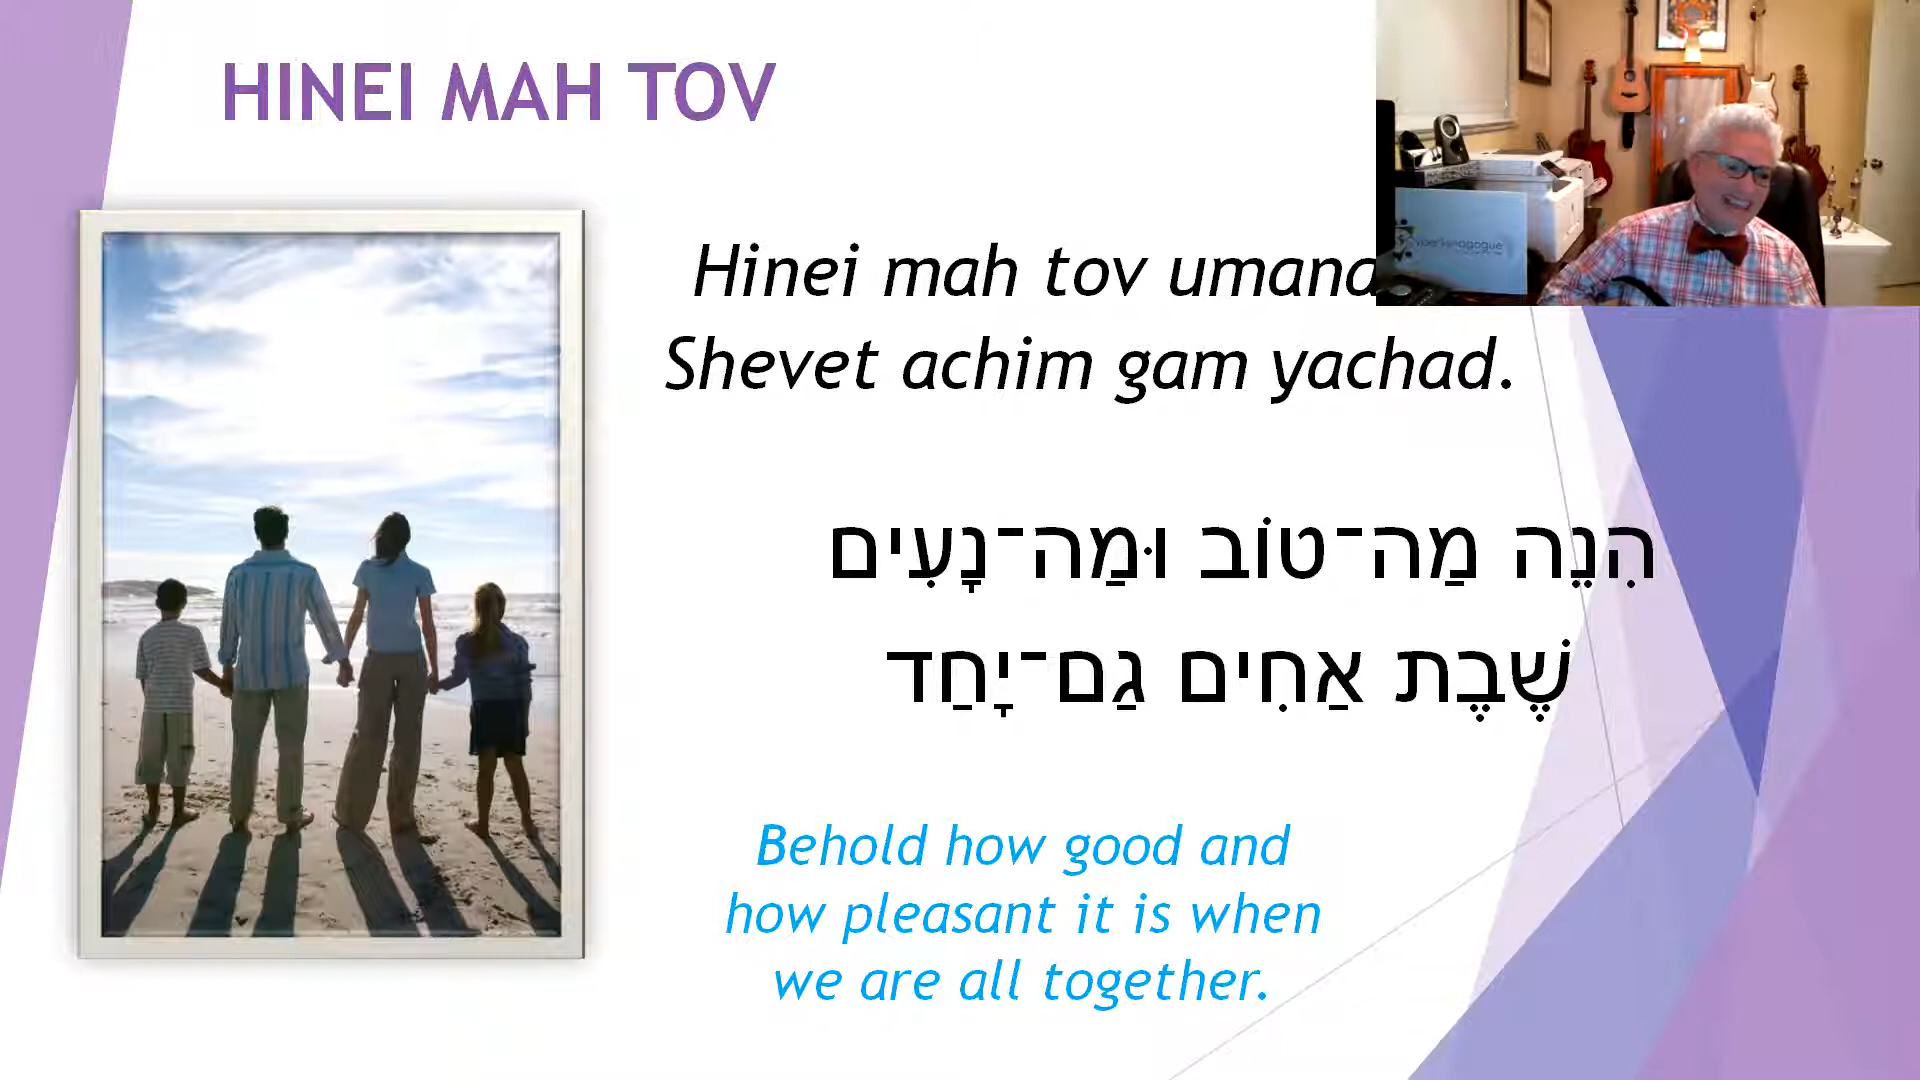 HINEI MAH TOV
Hinei mah tov
Shevet achim gam yachad.
הִנֵּה מַה־טוֹב וּמַה־נָּעִים
שֶׁבֶת אַחִים גַּם־יָחַד
Behold how good and
how pleasant it is when
we are all together.